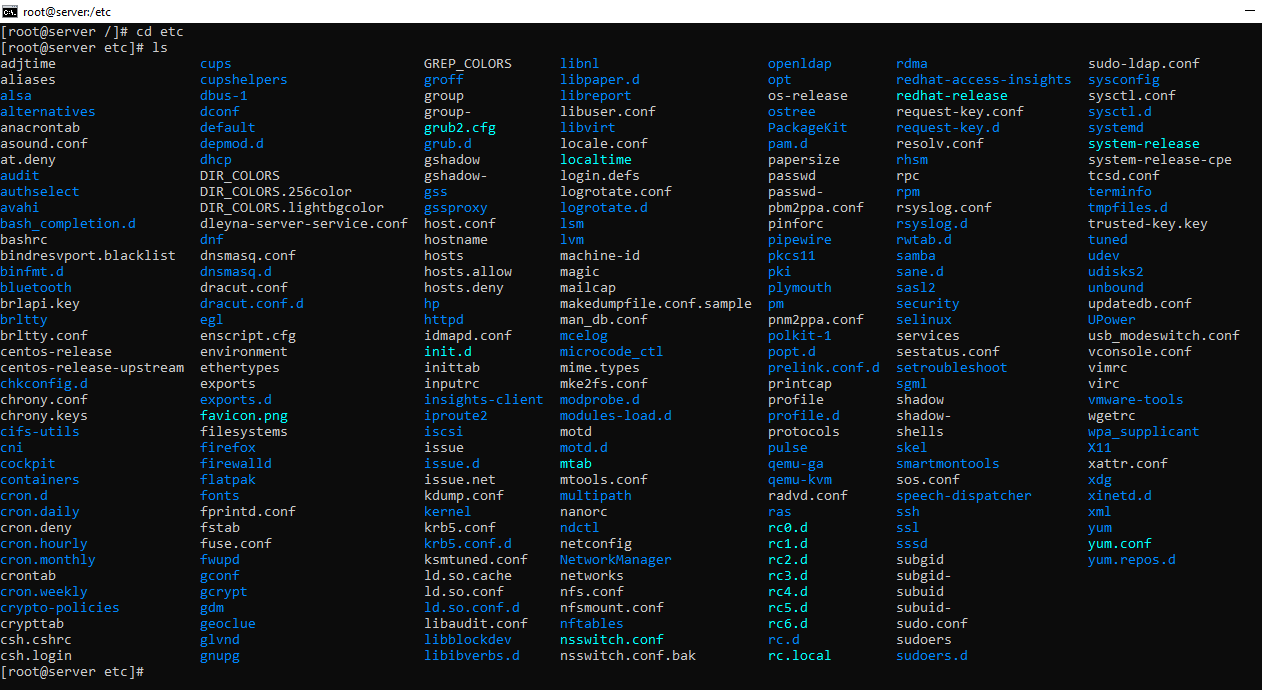 root@server:/etc
[root@server /]# cd etc
[root@server etc]# ls
adjtime cups GREP_COLORS libnl openldap rdma sudo-ldap.conf
aliases cupshelpers groff libpaper.d opt redhat-access-insights sysconfig
alsa dbus-1 group libreport os-release redhat-release sysctl.conf
alternatives dconf group- libuser.conf ostree request-key.conf sysctl.d
anacrontab default grub2.cfg libvirt PackageKit request-key.d systemd
asound.conf depmod.d grub.d locale.conf pam.d resolv.conf system-release
at.deny dhcp gshadow localtime papersize rhsm system-release-cpe
audit DIR_COLORS gshadow- login.defs passwd rpc tcsd.conf
authselect DIR_COLORS.256color gss logrotate.conf passwd- rpm terminfo
avahi DIR_COLORS.lightbgcolor gssproxy logrotate.d pbm2ppa.conf rsyslog.conf tmpfiles.d
bash_completion.d dleyna-server-service.conf host.conf lsm pinforc rsyslog.d trusted-key.key
bashrc dnf hostname lvm pipewire rwtab.d tuned
bindresvport.blacklist dnsmasq.conf hosts machine-id pkcs11 samba udev
binfmt.d dnsmasq.d hosts.allow magic pki sane.d udisks2
bluetooth dracut.conf hosts.deny mailcap plymouth sasl2 unbound
brlapi.key dracut.conf.d hp makedumpfile.conf.sample pm security updatedb.conf
brltty egl httpd man_db.conf pnm2ppa.conf selinux UPower
brltty.conf enscript.cfg idmapd.conf mcelog polkit-1 services usb_modeswitch.conf
centos-release environment init.d microcode_ctl popt.d sestatus.conf vconsole.conf
centos-release-upstream ethertypes inittab mime.types prelink.conf.d setroubleshoot vimrc
chkconfig.d exports inputrc mke2fs.conf printcap sgml virc
chrony.conf exports.d insights-client modprobe.d profile shadow vmware-tools
chrony.keys favicon.png iproute2 modules-load.d profile.d shadow- wgetrc
cifs-utils filesystems iscsi motd protocols shells wpa_supplicant
cni firefox issue motd.d pulse skel X11
cockpit firewalld issue.d mtab qemu-ga smartmontools xattr.conf
containers flatpak issue.net mtools.conf qemu-kvm sos.conf xdg
cron.d fonts kdump.conf multipath radvd.conf speech-dispatcher xinetd.d
cron.daily fprintd.conf kernel nanorc ras ssh xml
cron.deny fstab krb5.conf ndctl rc0.d ssl yum
cron.hourly fuse.conf krb5.conf.d netconfig rc1.d sssd yum.conf
cron.monthly fwupd ksmtuned.conf NetworkManager rc2.d subgid yum.repos.d
crontab gconf ld.so.cache networks rc3.d subgid-
cron.weekly gcrypt ld.so.conf nfs.conf rc4.d subuid
crypto-policies gdm ld.so.conf.d nfsmount.conf rc5.d subuid-
crypttab geoclue libaudit.conf nftables rc6.d sudo.conf
csh.cshrc glvnd libblockdev nsswitch.conf rc.d sudoers
csh.login gnupg libibverbs.d nsswitch.conf.bak rc.local sudoers.d
[root@server etc]#